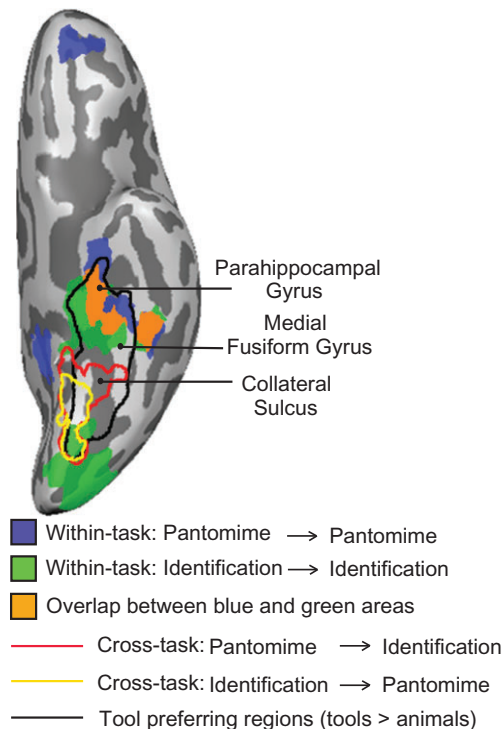 Parahippocampal
Gyrus
Medial
Fusiform Gyrus
Collateral
Sulcus
Within-task: Pantomime → Pantomime
Within-task: Identification → Identification
Overlap between blue and green areas
Cross-task: Pantomime → Identification
Cross-task: Identification → Pantomime
Tool preferring regions (tools > animals)